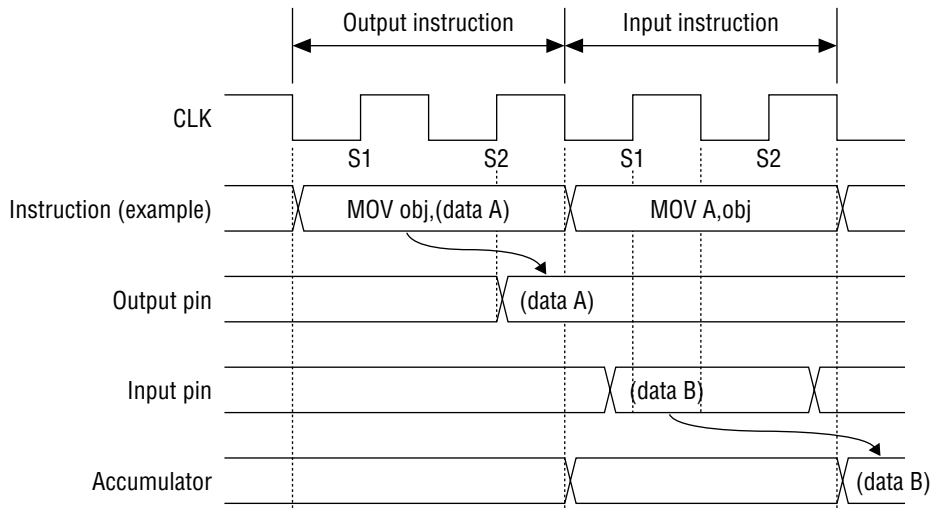 Output instruction Input instruction
CLK
S1 S2 S1 S2
Instruction (example) MOV obj,(data A) MOV A,obj
Output pin (data A)
Input pin (data B)
Accumulator (data B)